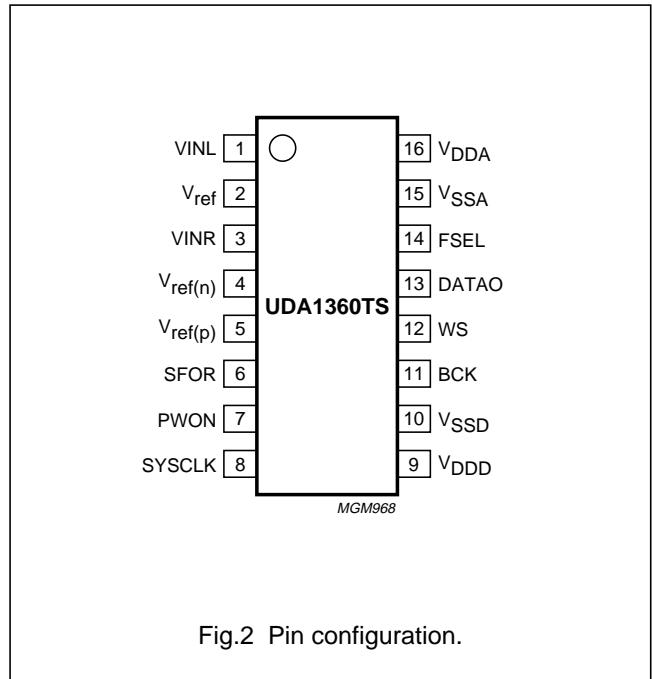 VINL 1 16 VDDA
Vref 2 15 VSSA
VINR 3 14 FSEL
Vref(n) 4 13 DATAO
UDA1360TS
Vref(p) 5 12 WS
SFOR 6 11 BCK
PWON 7 10 VSSD
SYSCLK 8 9 VDDD
MGM968
Fig.2 Pin configuration.